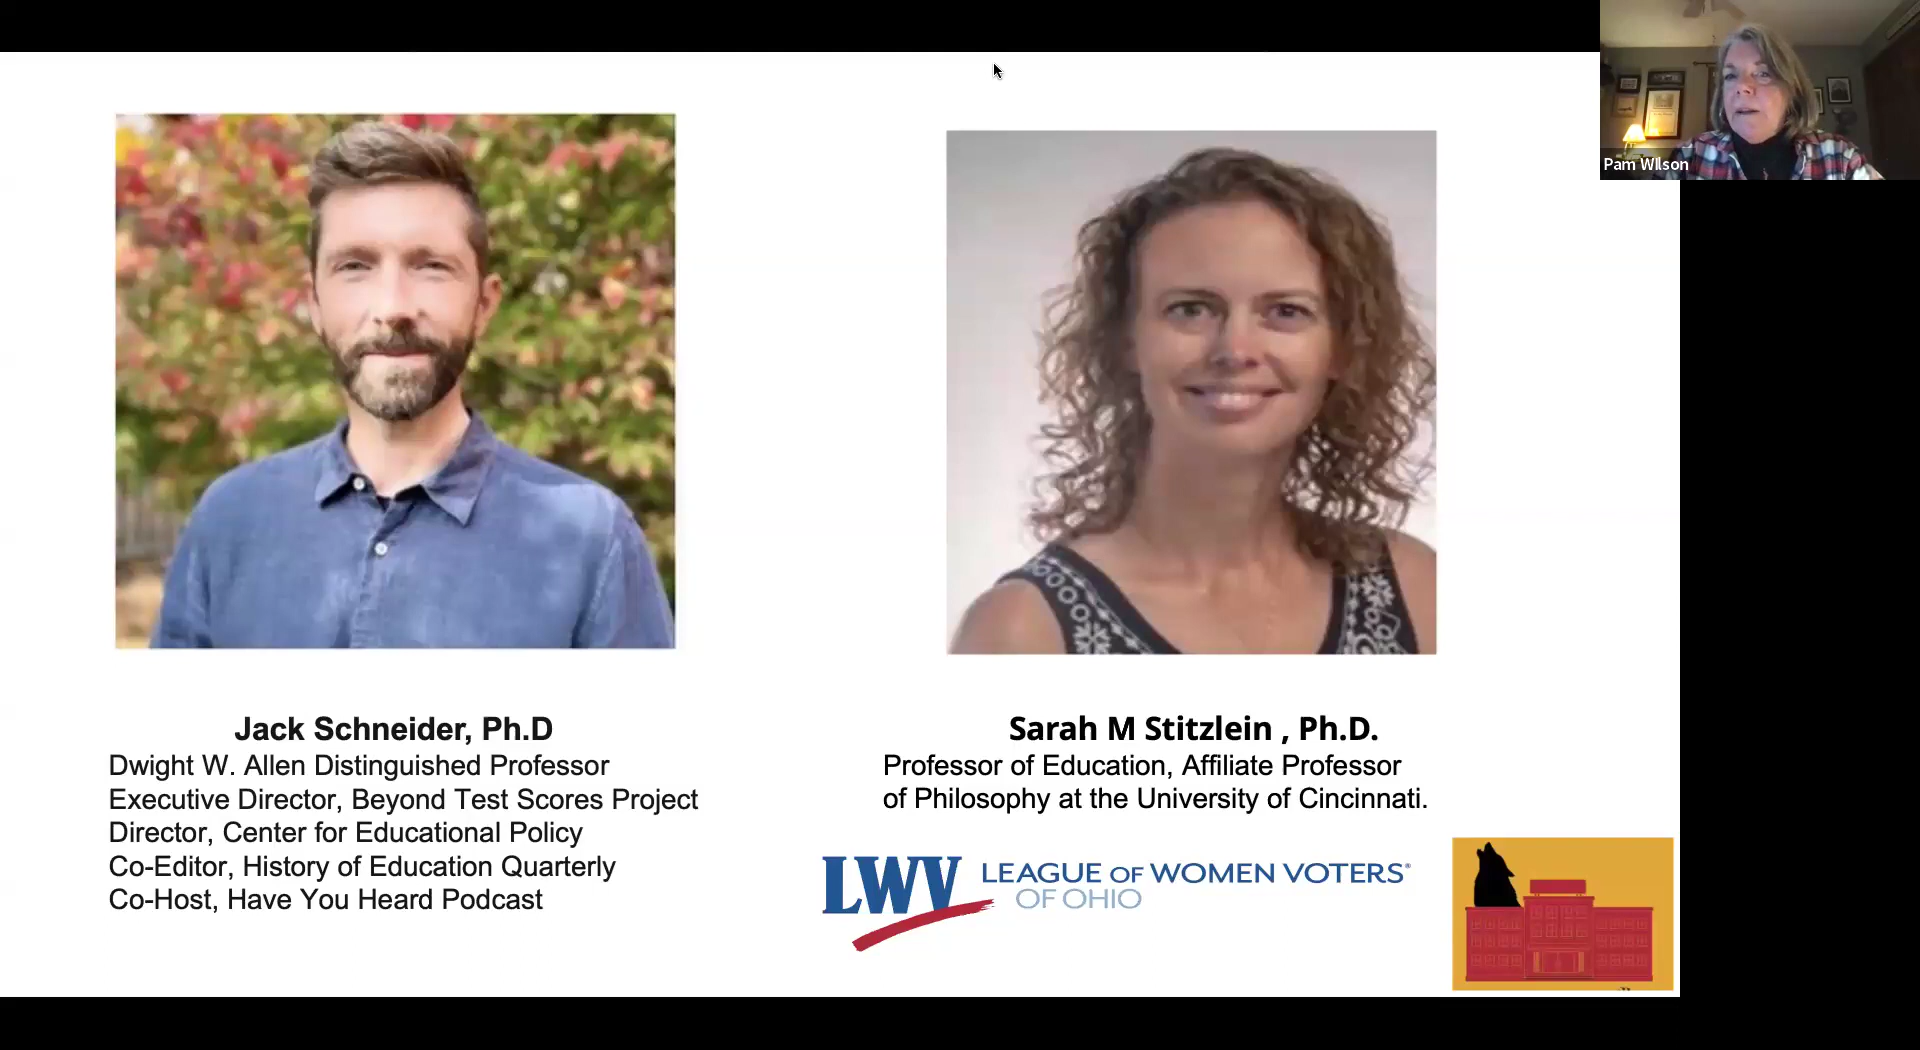 Pam WIlson
Jack Schneider, Ph.D
Dwight W. Allen Distinguished Professor
Executive Director, Beyond Test Scores Project
Director, Center for Educational Policy
Co-Editor, History of Education Quarterly
Co-Host, Have You Heard Podcast
Sarah M Stitzlein , Ph.D.
Professor of Education, Affiliate Professor
of Philosophy at the University of Cincinnati.
LWV LEAGUE OF WOMEN VOTERS®
OF OHIO